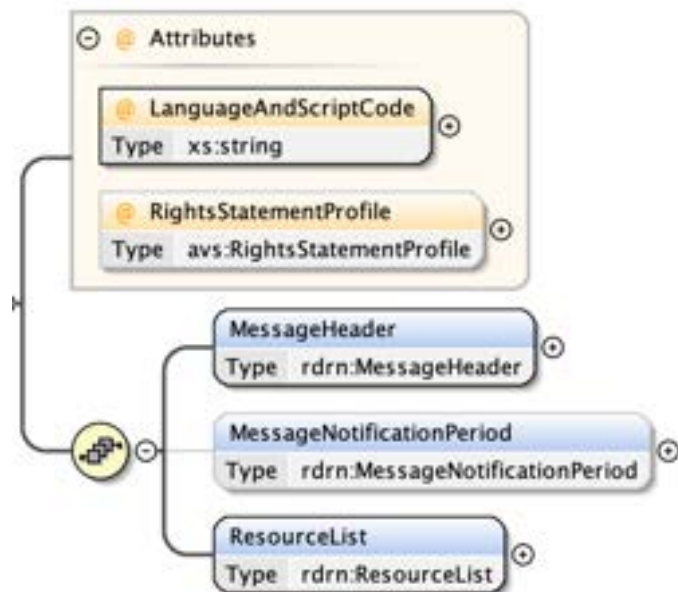 @ Attributes
@ LanguageAndScriptCode
Type xs:string
@ RightsStatementProfile
Type avs:RightsStatementProfile
MessageHeader
Type rdrn:MessageHeader
MessageNotificationPeriod
Type rdrn:MessageNotificationPeriod
ResourceList
Type rdrn:ResourceList